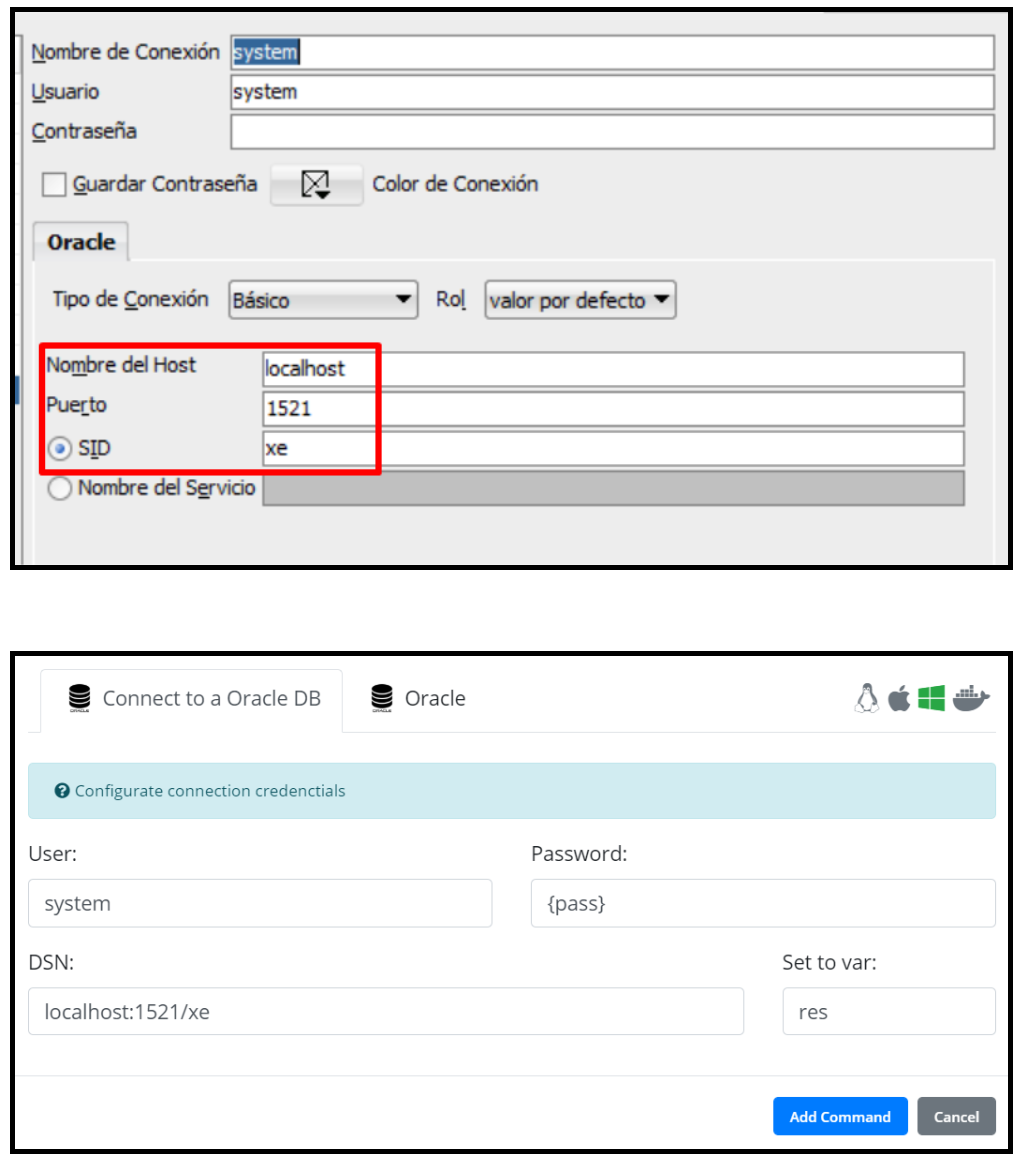 Nombre de Conexión system
Usuario system
Contraseña
Guardar Contraseña Color de Conexión
Oracle
Tipo de Conexión Básico Rol valor por defecto
Nombre del Host localhost
Puerto 1521
SID xe
Nombre del Servicio
Connect to a Oracle DB Oracle
Configurate connection credenctials
User: Password:
system {pass}
DSN: Set to var:
localhost:1521/xe res
Add Command Cancel